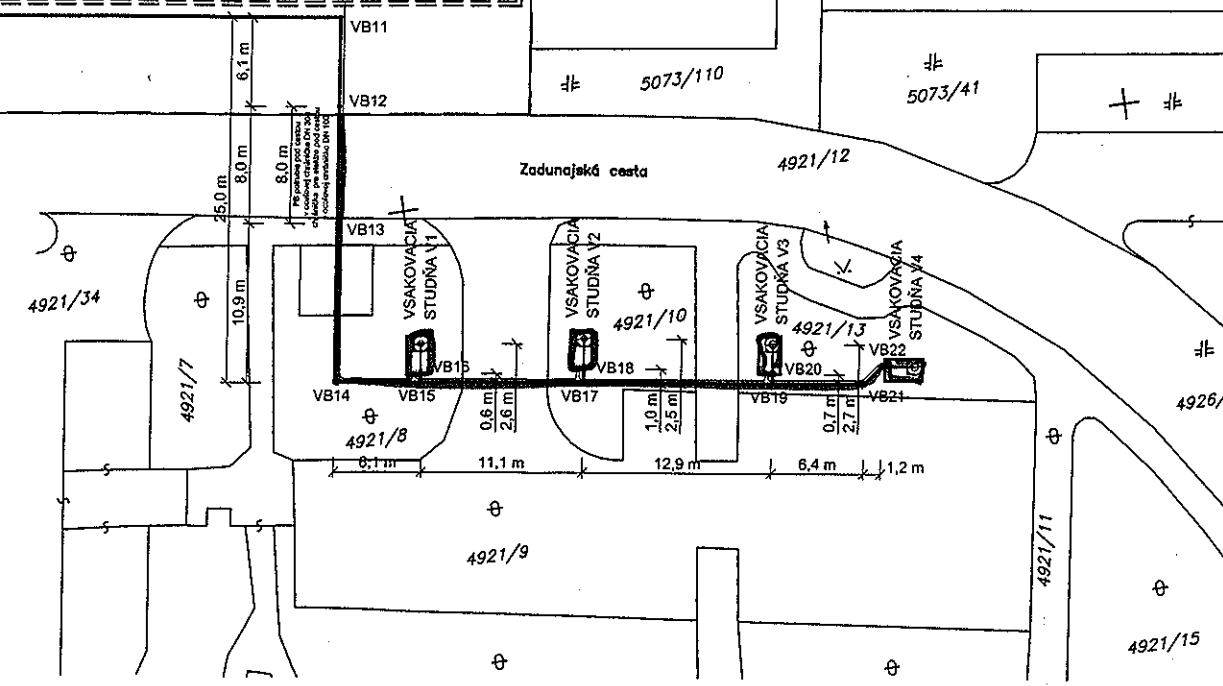 VB11
6,1 m
VB12
5073/110
5073/41
8,0 m
8,0 m
25,0 m
Zadunajská cesta
4921/12
VB13
VSAKOVACIA
STUDŇA V1
VSAKOVACIA
STUDŇA V2
VSAKOVACIA
STUDŇA V3
VSAKOVACIA
STUDŇA V4
4921/34
10,9 m
4921/10
4921/13
VB16
VB18
VB20
VB22
4921/7
VB14
VB15
VB17
VB19
VB21
0,6 m
2,6 m
1,0 m
2,5 m
0,7 m
2,7 m
4926/
4921/8
6,1 m
11,1 m
12,9 m
6,4 m
1,2 m
4921/9
4921/11
4921/15